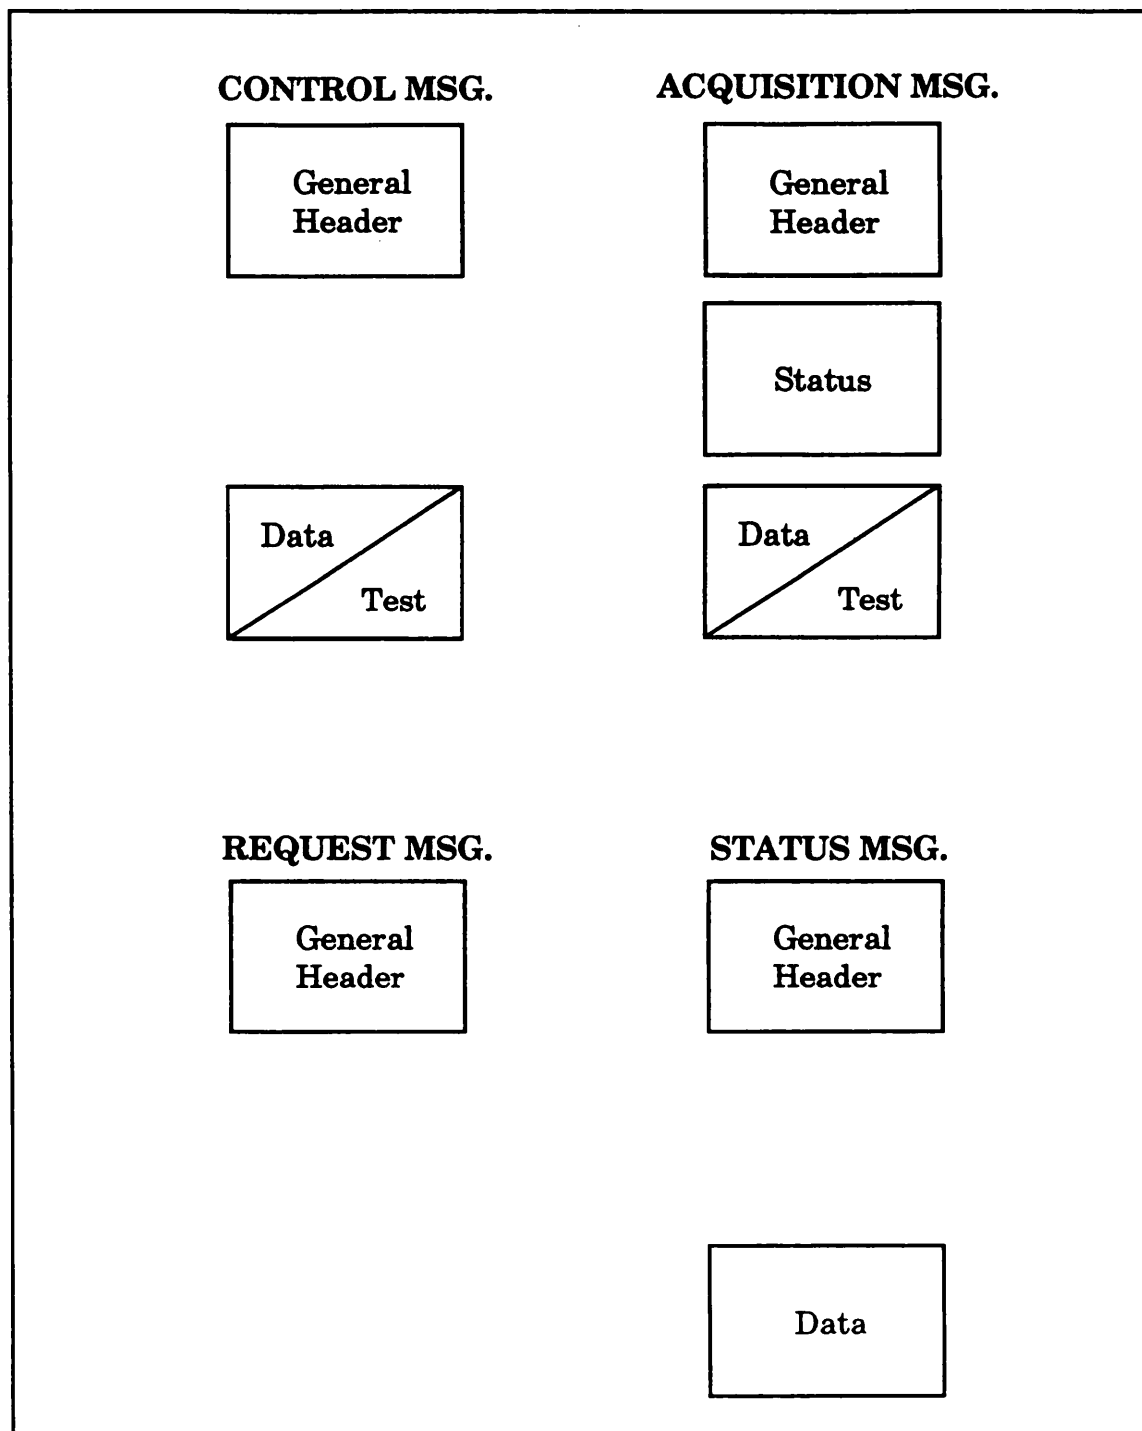 CONTROL MSG.
General
Header
Data
Test
ACQUISITION MSG.
General
Header
Status
Data
Test
REQUEST MSG.
General
Header
STATUS MSG.
General
Header
Data